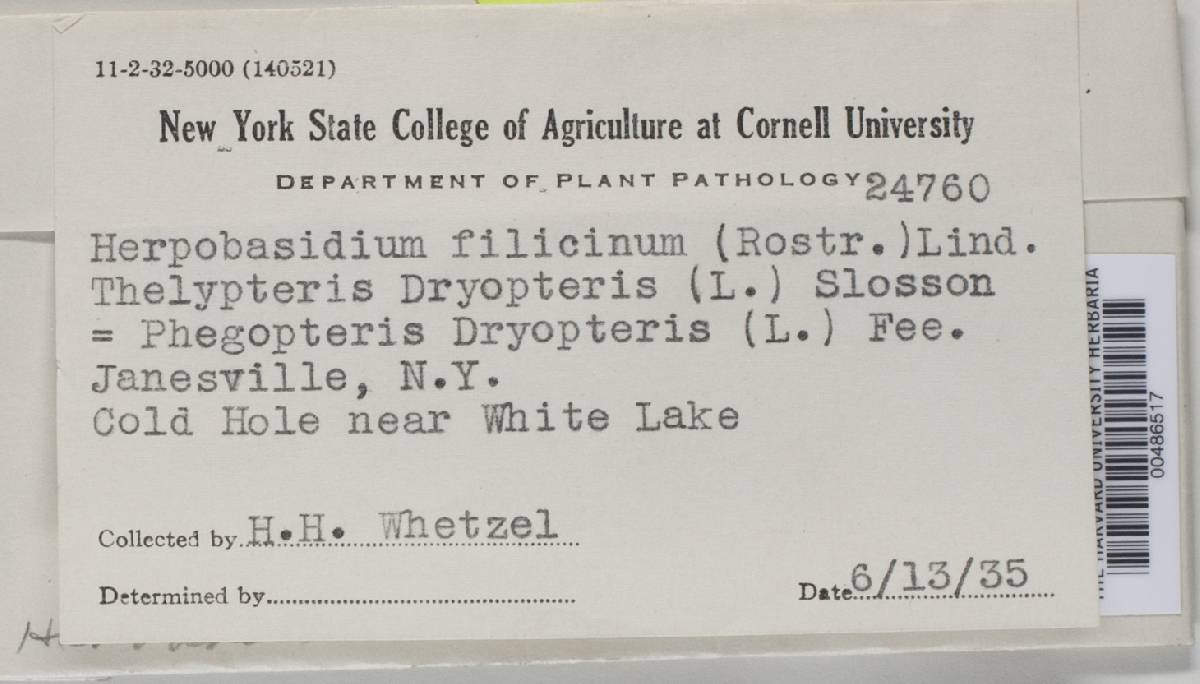 11-2-32-5000 (140521)
New York State College of Agriculture at Cornell University
DEPARTMENT OF PLANT PATHOLOGY 24760
Herpobasidium filicinum (Rostr.)Lind.
Thelypteris Dryopteris (L.) Slosson
= Phegopteris Dryopteris (L.) Fee.
Janesville, N.Y.
Cold Hole near White Lake
Collected by H.H. Whetzel
Determined by
Date 6/13/35
HARVARD UNIVERSITY HERBARIA
00486517